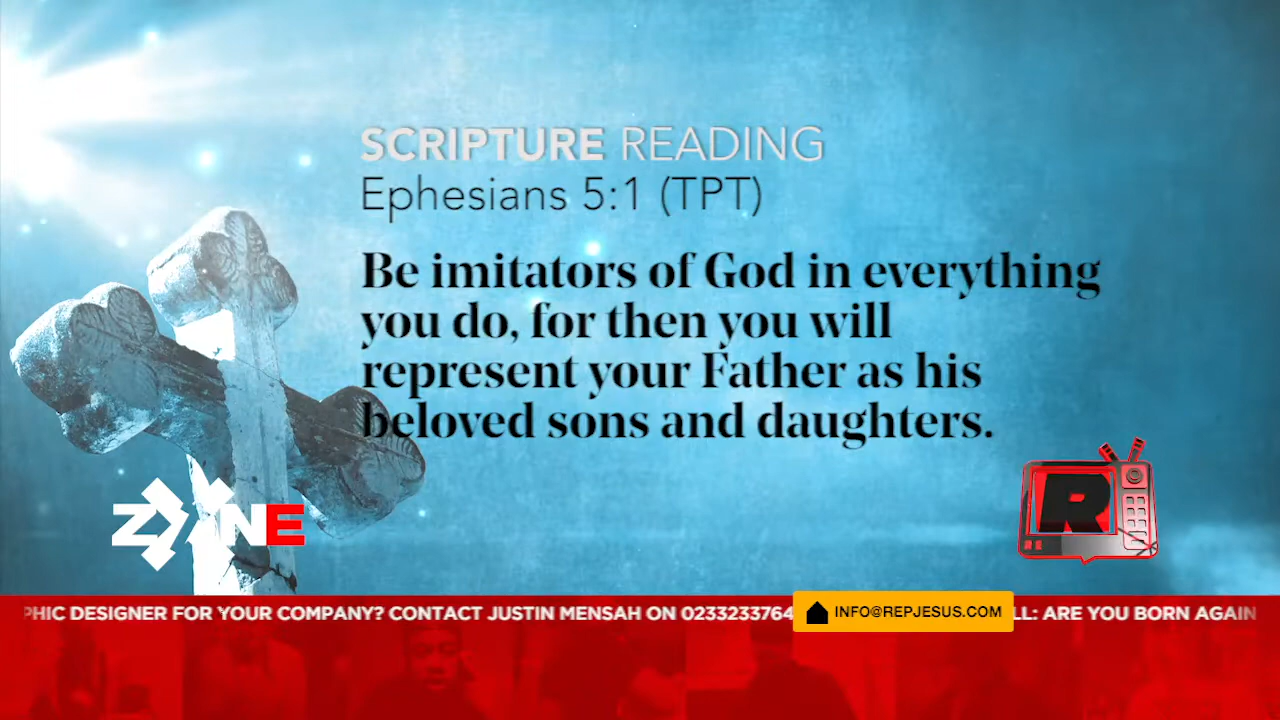 SCRIPTURE READING
Ephesians 5:1 (TPT)
Be imitators of God in everything
you do, for then you will
represent your Father as his
beloved sons and daughters.
ZONE
R
PHIC DESIGNER FOR YOUR COMPANY? CONTACT JUSTIN MENSAH ON 0233233764
INFO@REPJESUS.COM
LL: ARE YOU BORN AGAIN